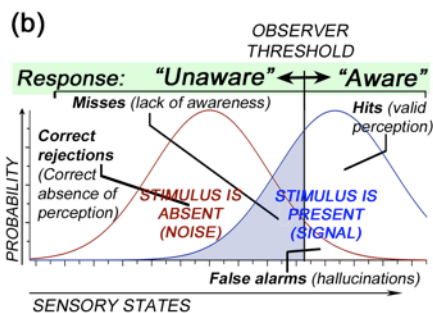 (b)
OBSERVER
THRESHOLD
Response: "Unaware" "Aware"
Misses (lack of awareness)
Hits (valid
perception)
Correct
rejections
(Correct
absence of
perception)
STIMULUS IS
ABSENT
(NOISE)
STIMULUS IS
PRESENT
(SIGNAL)
PROBABILITY
False alarms (hallucinations)
SENSORY STATES